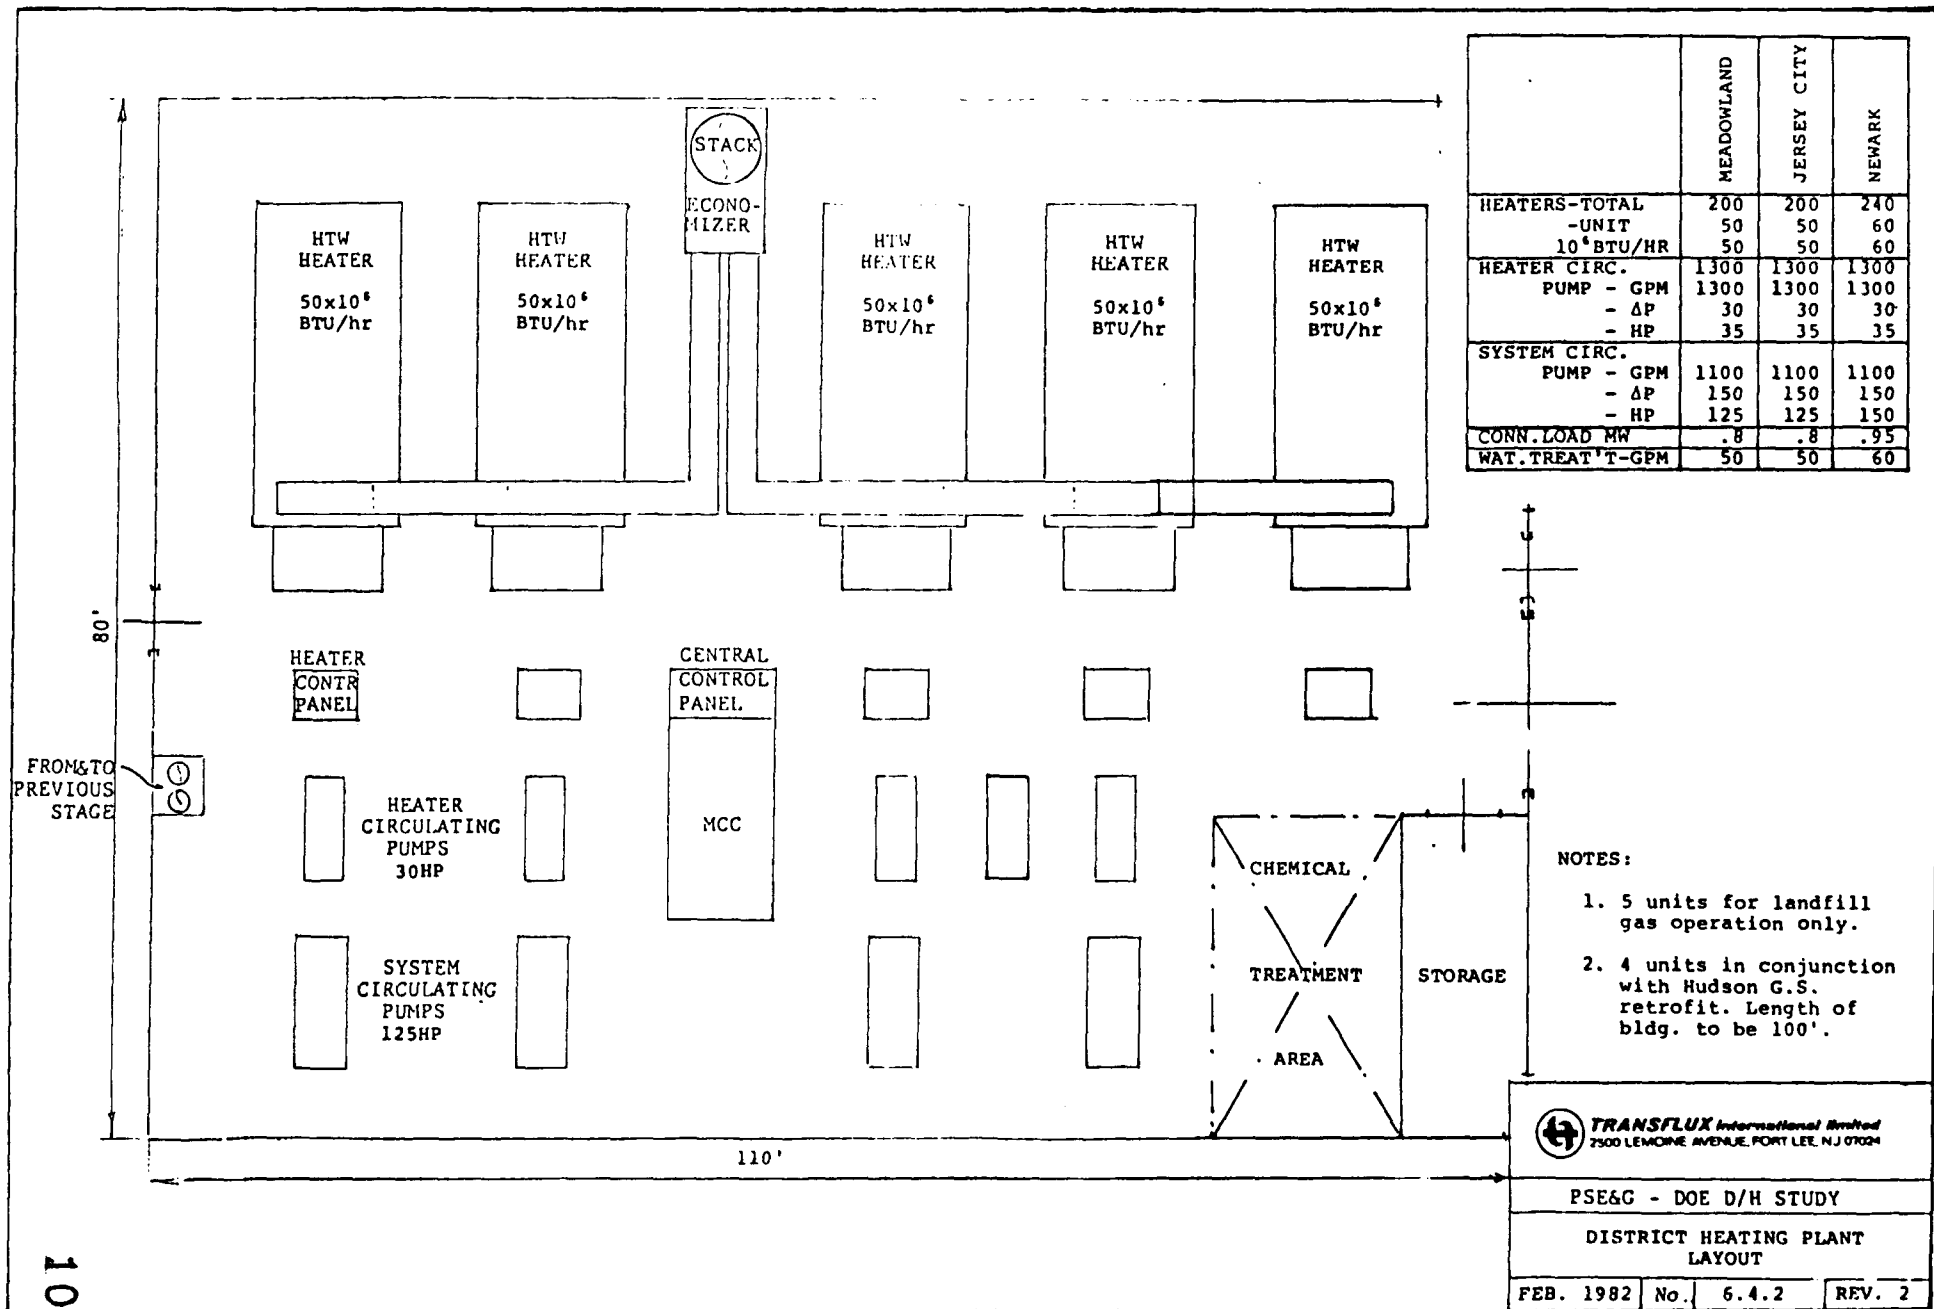 MEADOWLAND
JERSEY CITY
NEWARK
HEATERS-TOTAL 200 200 240
-UNIT 50 50 60
10⁶BTU/HR 50 50 60
HEATER CIRC. 1300 1300 1300
PUMP - GPM 1300 1300 1300
- ΔP 30 30 30
- HP 35 35 35
SYSTEM CIRC.
PUMP - GPM 1100 1100 1100
- ΔP 150 150 150
- HP 125 125 150
CONN.LOAD MW .8 .8 .95
WAT.TREAT'T-GPM 50 50 60
STACK
ECONO-
MIZER
HTW
HEATER
50x10⁶
BTU/hr
HTW
HEATER
50x10⁶
BTU/hr
HTW
HEATER
50x10⁶
BTU/hr
HTW
HEATER
50x10⁶
BTU/hr
HTW
HEATER
50x10⁶
BTU/hr
80'
HEATER
CONTR
PANEL
CENTRAL
CONTROL
PANEL
FROM&TO
PREVIOUS
STAGE
HEATER
CIRCULATING
PUMPS
30HP
MCC
SYSTEM
CIRCULATING
PUMPS
125HP
CHEMICAL
TREATMENT
AREA
STORAGE
110'
NOTES:
1. 5 units for landfill
gas operation only.
2. 4 units in conjunction
with Hudson G.S.
retrofit. Length of
bldg. to be 100'.
TRANSFLUX international limited
2500 LEMOINE AVENUE, FORT LEE, NJ 07024
PSE&G - DOE D/H STUDY
DISTRICT HEATING PLANT
LAYOUT
FEB. 1982 No. 6.4.2 REV. 2
10